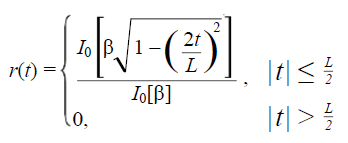 r(t) = { I₀[β√(1−(2t/L)²)] / I₀[β] , |t| ≤ L/2
0, |t| > L/2